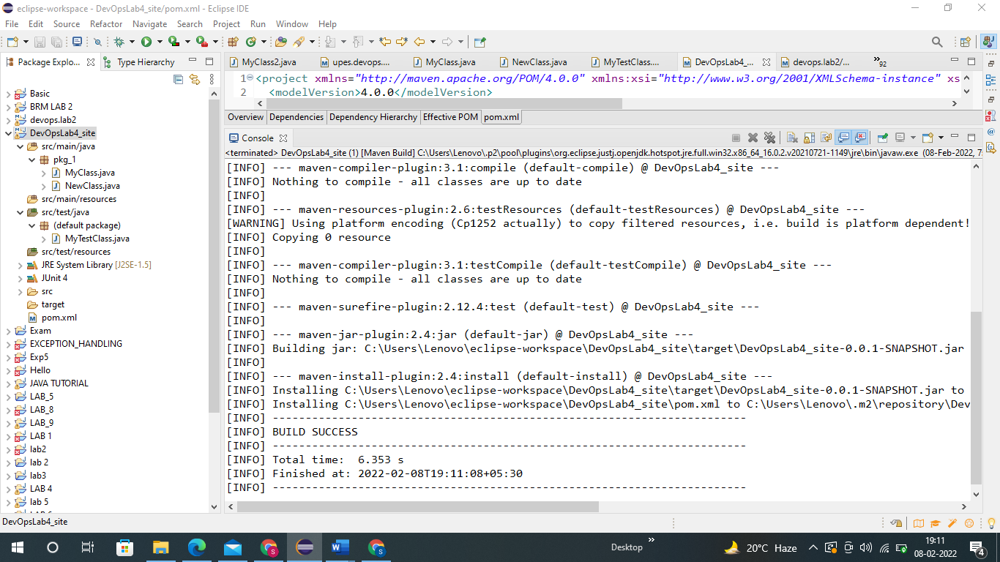 eclipse-workspace - DevOpsLab4_site/pom.xml - Eclipse IDE
File Edit Source Refactor Navigate Search Project Run Window Help
Package Explo... Type Hierarchy
Basic
BRM LAB 2
devops.lab2
DevOpsLab4_site
src/main/java
pkg_1
MyClass.java
NewClass.java
src/main/resources
src/test/java
(default package)
MyTestClass.java
src/test/resources
JRE System Library [J2SE-1.5]
JUnit 4
src
target
pom.xml
Exam
EXCEPTION_HANDLING
Exp5
Hello
JAVA TUTORIAL
LAB_5
LAB_8
LAB_9
LAB 1
lab2
lab 2
lab3
LAB 4
lab 5
MyClass2.java upes.devops.... MyClass.java NewClass.java MyTestClass.... DevOpsLab4_... devops.lab2/... »92
1 <project xmlns="http://maven.apache.org/POM/4.0.0" xmlns:xsi="http://www.w3.org/2001/XMLSchema-instance" xs
2 <modelVersion>4.0.0</modelVersion>
Overview Dependencies Dependency Hierarchy Effective POM pom.xml
Console
<terminated> DevOpsLab4_site (1) [Maven Build] C:\Users\Lenovo\.p2\pool\plugins\org.eclipse.justj.openjdk.hotspot.jre.full.win32.x86_64_16.0.2.v20210721-1149\jre\bin\javaw.exe (08-Feb-2022, 7:
[INFO] --- maven-compiler-plugin:3.1:compile (default-compile) @ DevOpsLab4_site ---
[INFO] Nothing to compile - all classes are up to date
[INFO]
[INFO] --- maven-resources-plugin:2.6:testResources (default-testResources) @ DevOpsLab4_site ---
[WARNING] Using platform encoding (Cp1252 actually) to copy filtered resources, i.e. build is platform dependent!
[INFO] Copying 0 resource
[INFO]
[INFO] --- maven-compiler-plugin:3.1:testCompile (default-testCompile) @ DevOpsLab4_site ---
[INFO] Nothing to compile - all classes are up to date
[INFO]
[INFO] --- maven-surefire-plugin:2.12.4:test (default-test) @ DevOpsLab4_site ---
[INFO]
[INFO] --- maven-jar-plugin:2.4:jar (default-jar) @ DevOpsLab4_site ---
[INFO] Building jar: C:\Users\Lenovo\eclipse-workspace\DevOpsLab4_site\target\DevOpsLab4_site-0.0.1-SNAPSHOT.jar
[INFO]
[INFO] --- maven-install-plugin:2.4:install (default-install) @ DevOpsLab4_site ---
[INFO] Installing C:\Users\Lenovo\eclipse-workspace\DevOpsLab4_site\target\DevOpsLab4_site-0.0.1-SNAPSHOT.jar to
[INFO] Installing C:\Users\Lenovo\eclipse-workspace\DevOpsLab4_site\pom.xml to C:\Users\Lenovo\.m2\repository\Dev
[INFO] ------------------------------------------------------------------------
[INFO] BUILD SUCCESS
[INFO] ------------------------------------------------------------------------
[INFO] Total time:  6.353 s
[INFO] Finished at: 2022-02-08T19:11:08+05:30
[INFO] ------------------------------------------------------------------------
DevOpsLab4_site
Desktop » 20°C Haze 19:11
08-02-2022 4